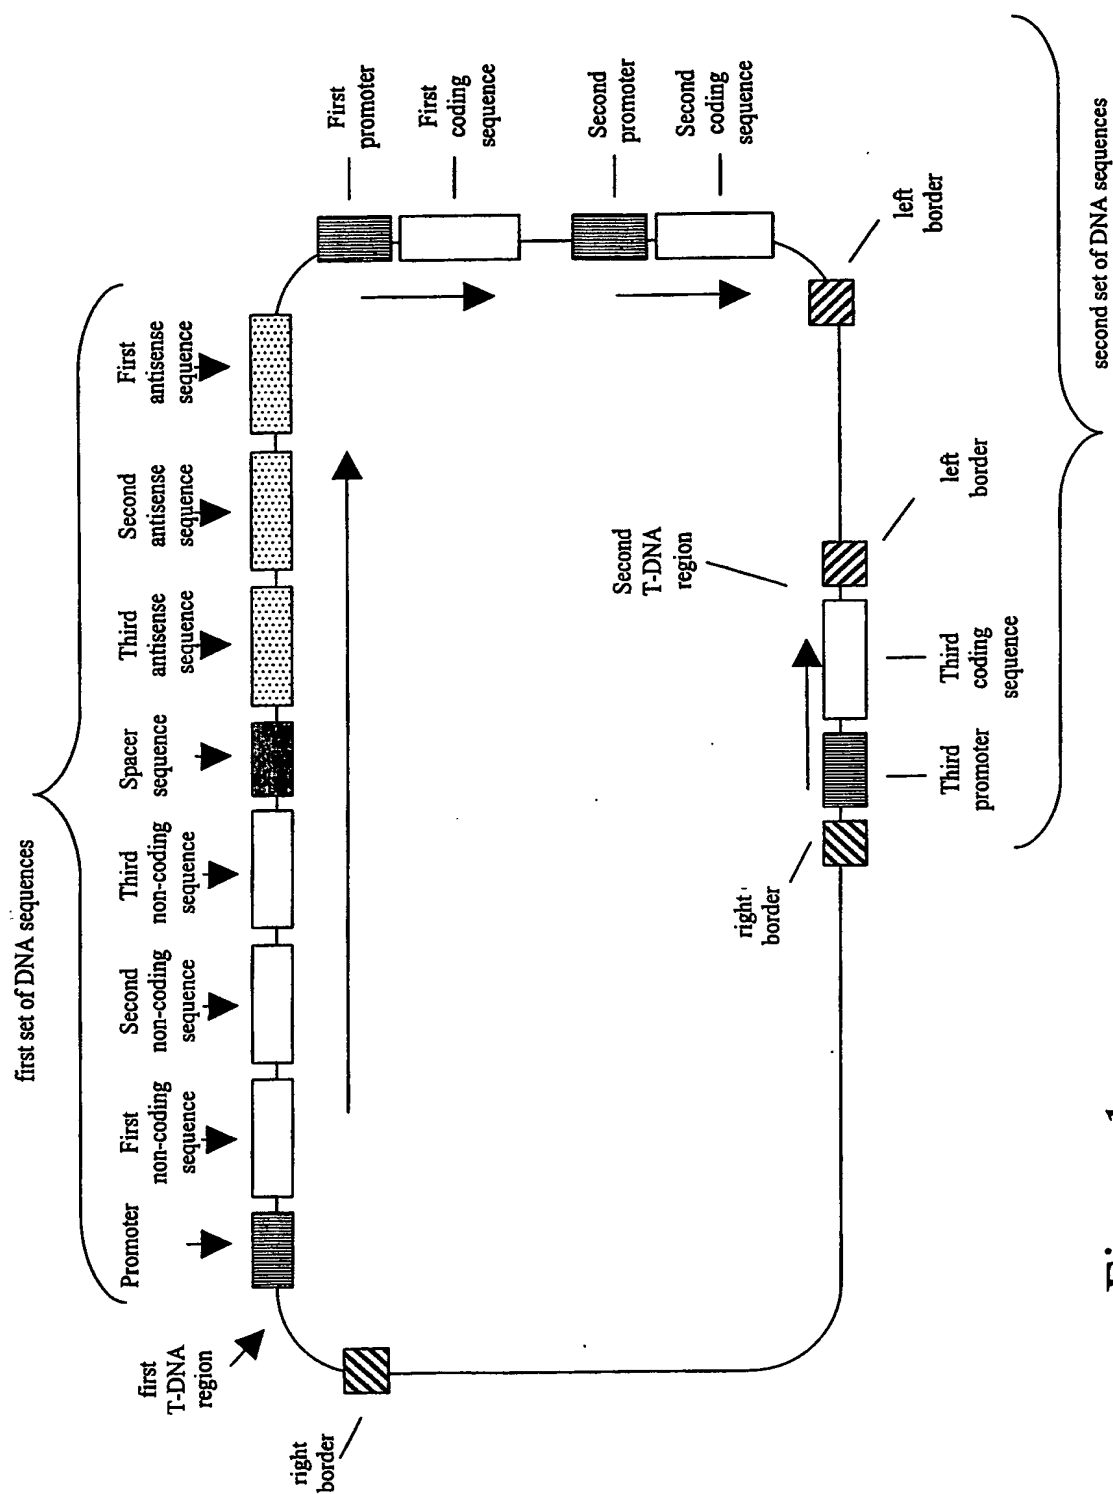 first set of DNA sequences
Promoter
First
non-coding
sequence
Second
non-coding
sequence
Third
non-coding
sequence
Spacer
sequence
Third
antisense
sequence
Second
antisense
sequence
First
antisense
sequence
first
T-DNA
region
right
border
First
promoter
First
coding
sequence
Second
promoter
Second
coding
sequence
left
border
Second
T-DNA
region
left
border
right
border
Third
promoter
Third
coding
sequence
second set of DNA sequences